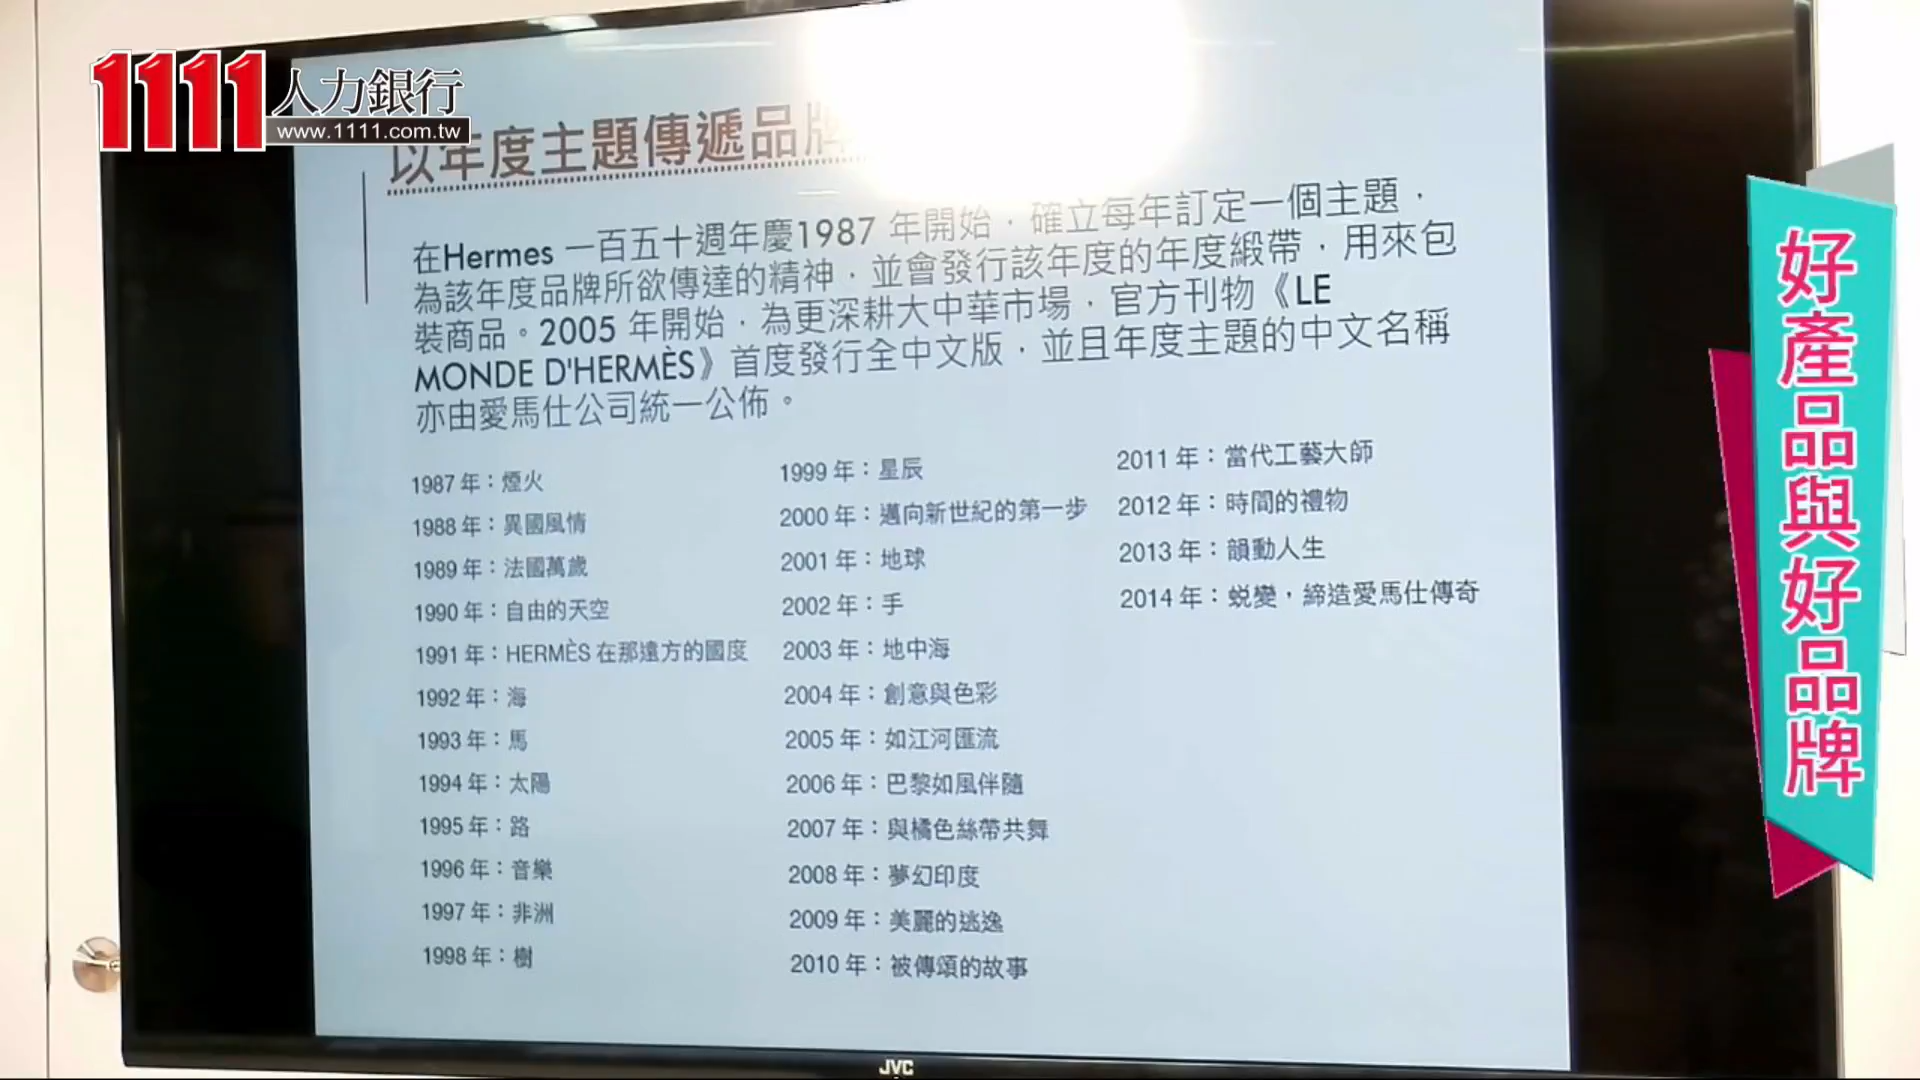 1111人力銀行
www.1111.com.tw
以年度主題傳遞品牌
在Hermes 一百五十週年慶1987 年開始，確立每年訂定一個主題，
為該年度品牌所欲傳達的精神，並會發行該年度的年度緞帶，用來包
裝商品。2005 年開始，為更深耕大中華市場，官方刊物《LE
MONDE D'HERMÈS》首度發行全中文版，並且年度主題的中文名稱
亦由愛馬仕公司統一公佈。
1987 年：煙火
1988 年：異國風情
1989 年：法國萬歲
1990 年：自由的天空
1991 年：HERMÈS 在那遠方的國度
1992 年：海
1993 年：馬
1994 年：太陽
1995 年：路
1996 年：音樂
1997 年：非洲
1998 年：樹
1999 年：星辰
2000 年：邁向新世紀的第一步
2001 年：地球
2002 年：手
2003 年：地中海
2004 年：創意與色彩
2005 年：如江河匯流
2006 年：巴黎如風伴隨
2007 年：與橘色絲帶共舞
2008 年：夢幻印度
2009 年：美麗的逃逸
2010 年：被傳頌的故事
2011 年：當代工藝大師
2012 年：時間的禮物
2013 年：韻動人生
2014 年：蛻變，締造愛馬仕傳奇
好產品與好品牌
JVC